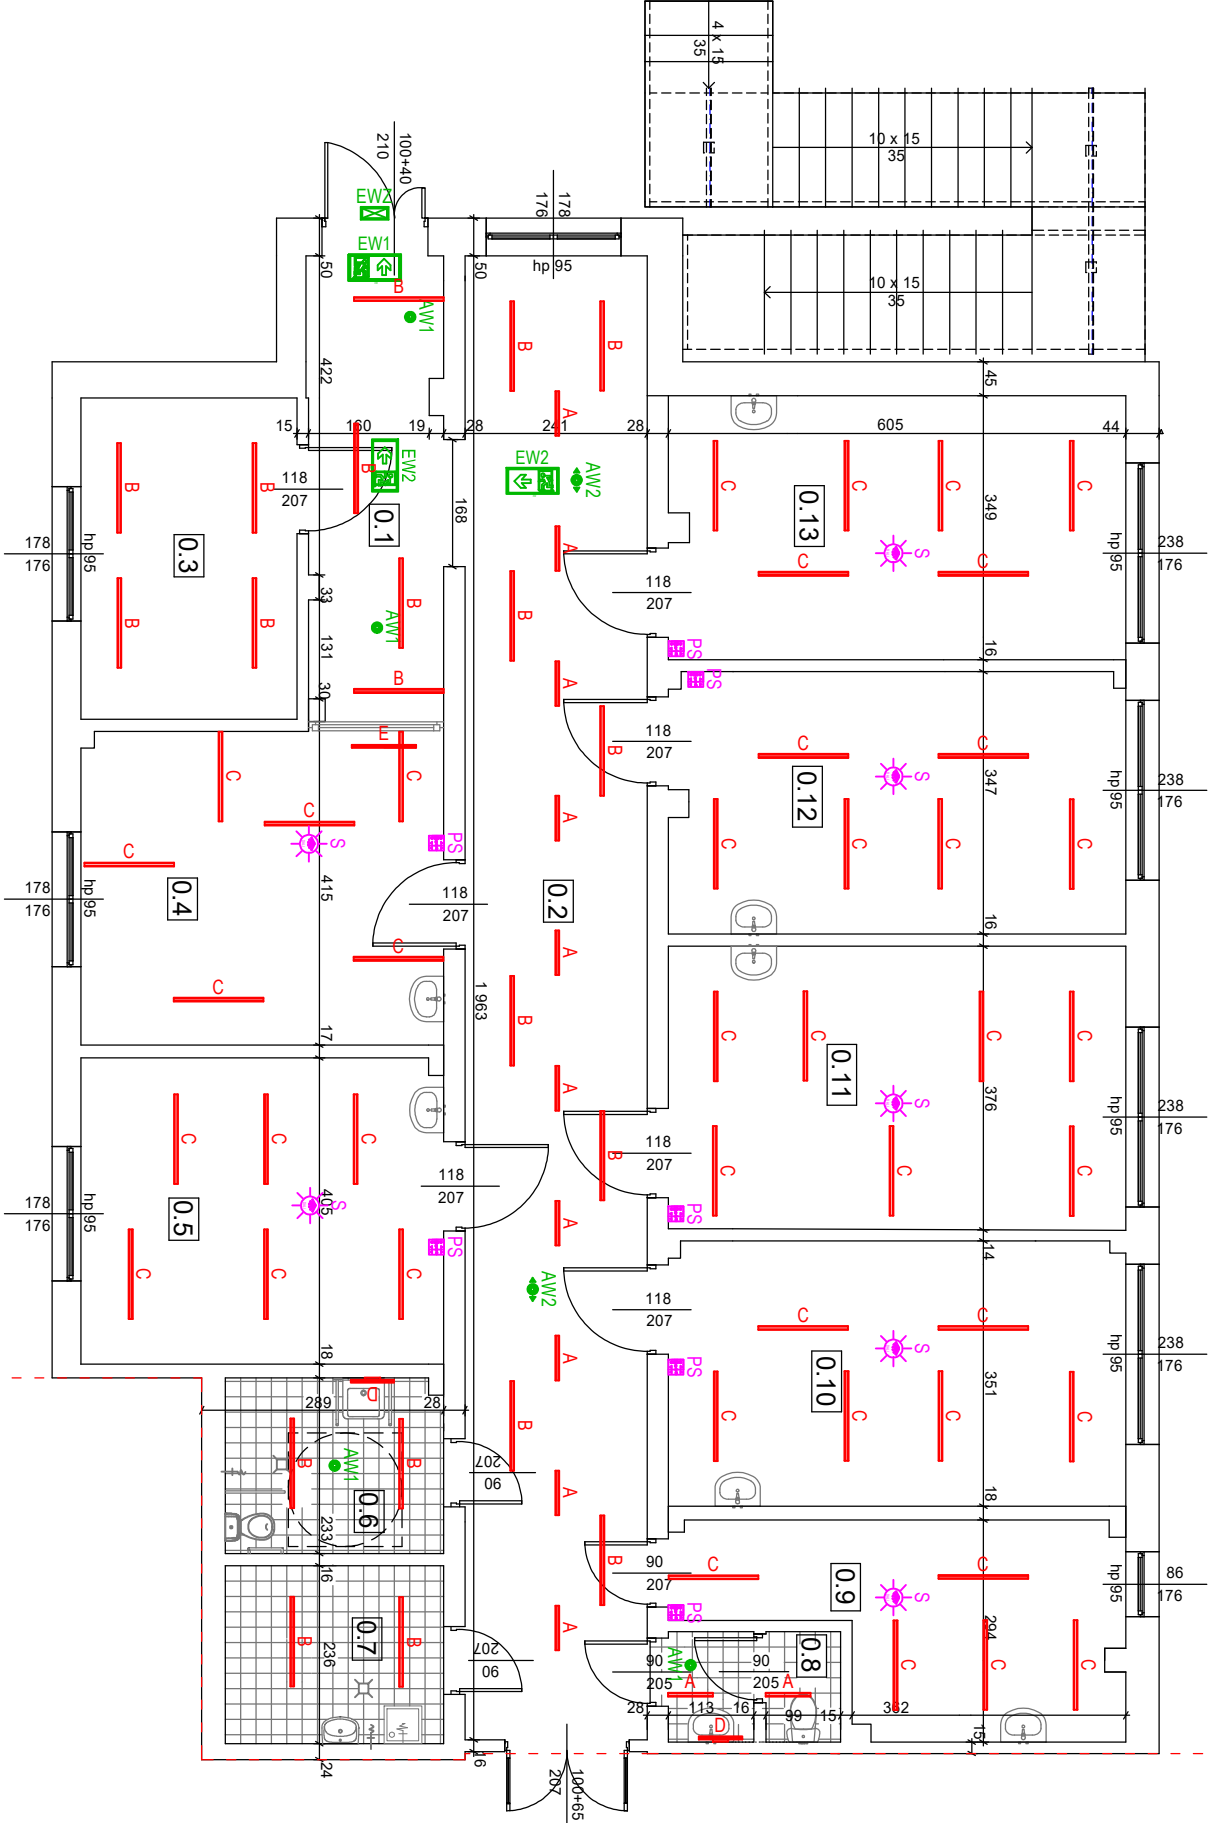 4 x 15
35
10 x 15
35
10 x 15
35
100+40
210
EWZ
EW1
178
176
hp 95
50
50
B
AW1
422
B
B
A
45
15
160
19
28
241
28
605
44
EW2
B
118
207
0.1
168
EW2
AW2
A
B
B
B
B
B
0.3
178
176
hp 95
33
131
30
AW1
B
B
E
0.13
C
C
C
C
C
C
S
349
238
176
hp 95
118
207
16
PS
PS
B
A
118
207
B
A
C
C
0.12
S
347
C
C
C
C
238
176
hp 95
16
C
C
C
C
S
PS
0.4
415
C
C
178
176
hp 95
118
207
0.2
A
17
1 963
B
A
C
C
C
C
0.11
S
376
C
C
C
238
176
hp 95
118
207
B
PS
14
C
C
C
0.5
405
S
C
C
C
178
176
hp 95
118
207
PS
A
AW2
118
207
18
C
C
S
0.10
351
PS
C
C
C
C
238
176
hp 95
A
B
18
289
28
D
B
B
AW1
0.6
233
207
90
A
16
B
90
207
C
C
0.9
S
PS
294
86
176
hp 95
C
C
C
A
B
B
0.7
236
207
90
90
205
AW1
90
205
0.8
A
A
28
113
16
99
15
362
D
15
24
16
100+65
207